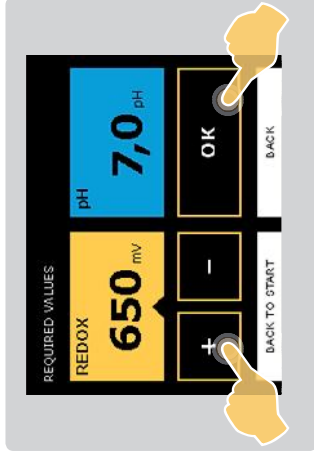 REQUIRED VALUES
REDOX
650 mV
pH
7,0 pH
+
–
OK
BACK TO START
BACK